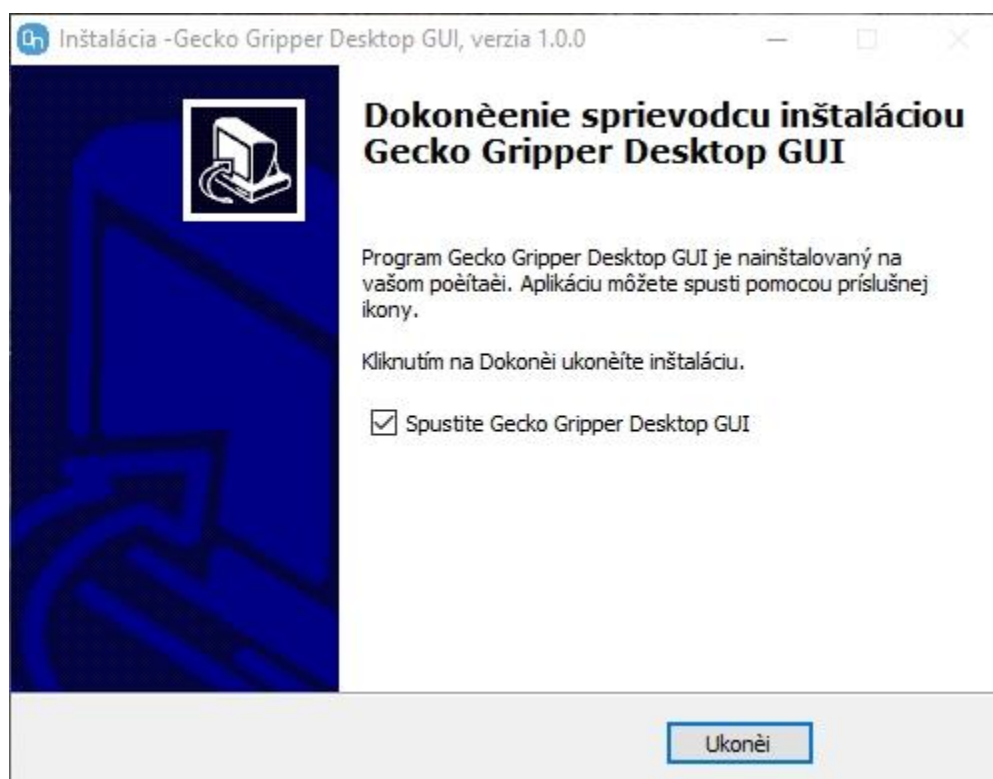 Inštalácia -Gecko Gripper Desktop GUI, verzia 1.0.0
Dokonèenie sprievodcu inštaláciou
Gecko Gripper Desktop GUI
Program Gecko Gripper Desktop GUI je nainštalovaný na
vašom poèítaèi. Aplikáciu môžete spusti pomocou príslušnej
ikony.
Kliknutím na Dokonèi ukonèíte inštaláciu.
Spustite Gecko Gripper Desktop GUI
Ukonèi